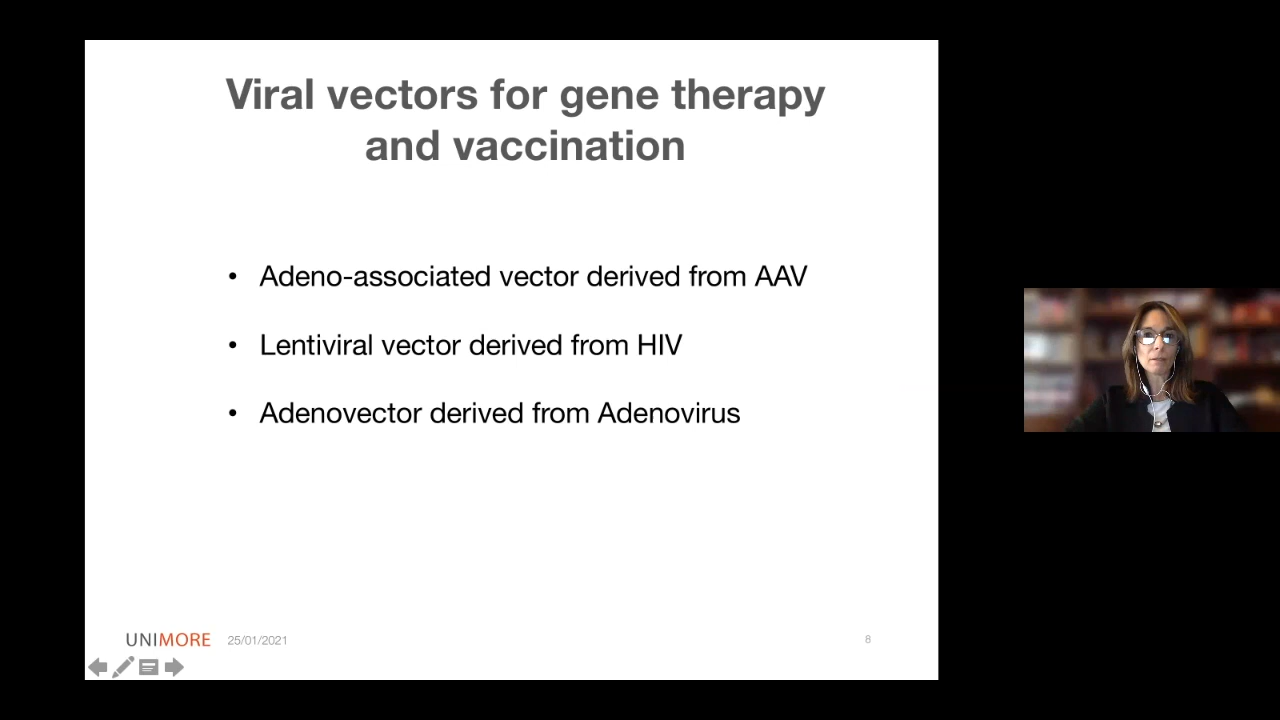 Viral vectors for gene therapy
and vaccination
• Adeno-associated vector derived from AAV
• Lentiviral vector derived from HIV
• Adenovector derived from Adenovirus
UNIMORE 25/01/2021 8